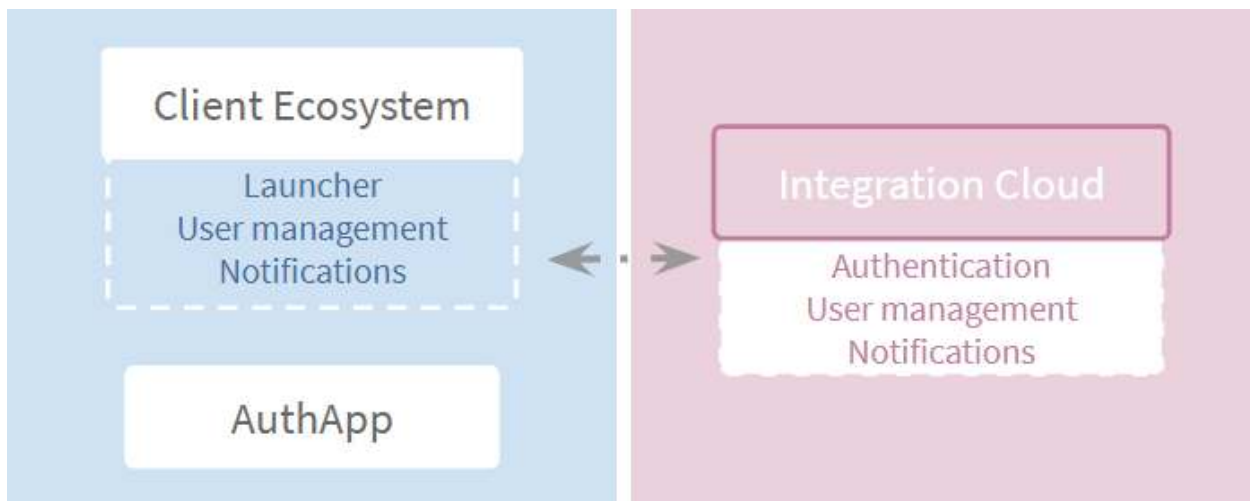 Client Ecosystem
Launcher
User management
Notifications
AuthApp
Integration Cloud
Authentication
User management
Notifications